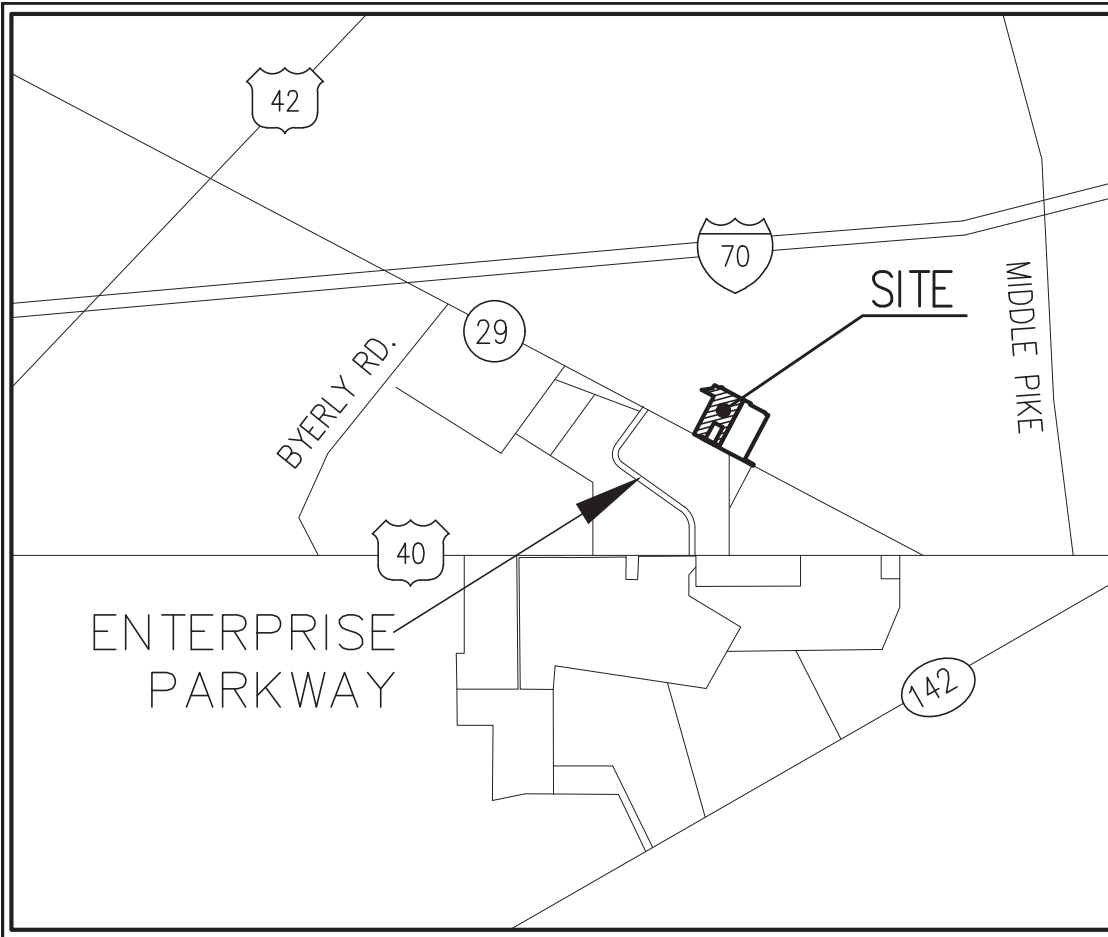 42
70
SITE
MIDDLE PIKE
29
BYERLY RD.
40
ENTERPRISE
PARKWAY
142